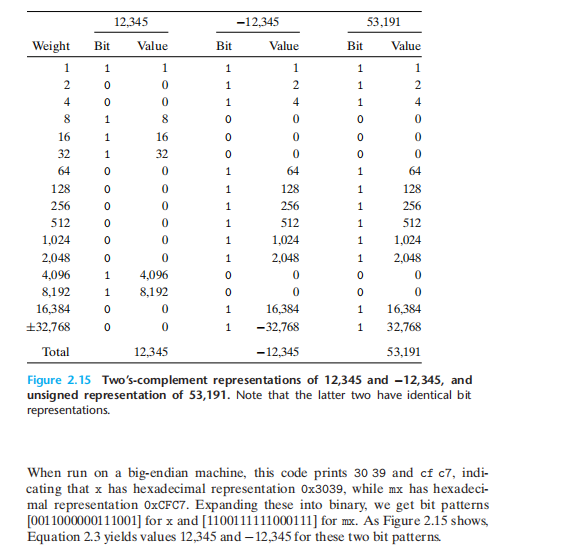 12,345 −12,345 53,191
Weight Bit Value Bit Value Bit Value
1 1 1 1 1 1 1
2 0 0 1 2 1 2
4 0 0 1 4 1 4
8 1 8 0 0 0 0
16 1 16 0 0 0 0
32 1 32 0 0 0 0
64 0 0 1 64 1 64
128 0 0 1 128 1 128
256 0 0 1 256 1 256
512 0 0 1 512 1 512
1,024 0 0 1 1,024 1 1,024
2,048 0 0 1 2,048 1 2,048
4,096 1 4,096 0 0 0 0
8,192 1 8,192 0 0 0 0
16,384 0 0 1 16,384 1 16,384
±32,768 0 0 1 −32,768 1 32,768
Total 12,345 −12,345 53,191
Figure 2.15 Two’s-complement representations of 12,345 and −12,345, and
unsigned representation of 53,191. Note that the latter two have identical bit
representations.
When run on a big-endian machine, this code prints 30 39 and cf c7, indi-
cating that x has hexadecimal representation 0x3039, while mx has hexadeci-
mal representation 0xCFC7. Expanding these into binary, we get bit patterns
[0011000000111001] for x and [1100111111000111] for mx. As Figure 2.15 shows,
Equation 2.3 yields values 12,345 and −12,345 for these two bit patterns.